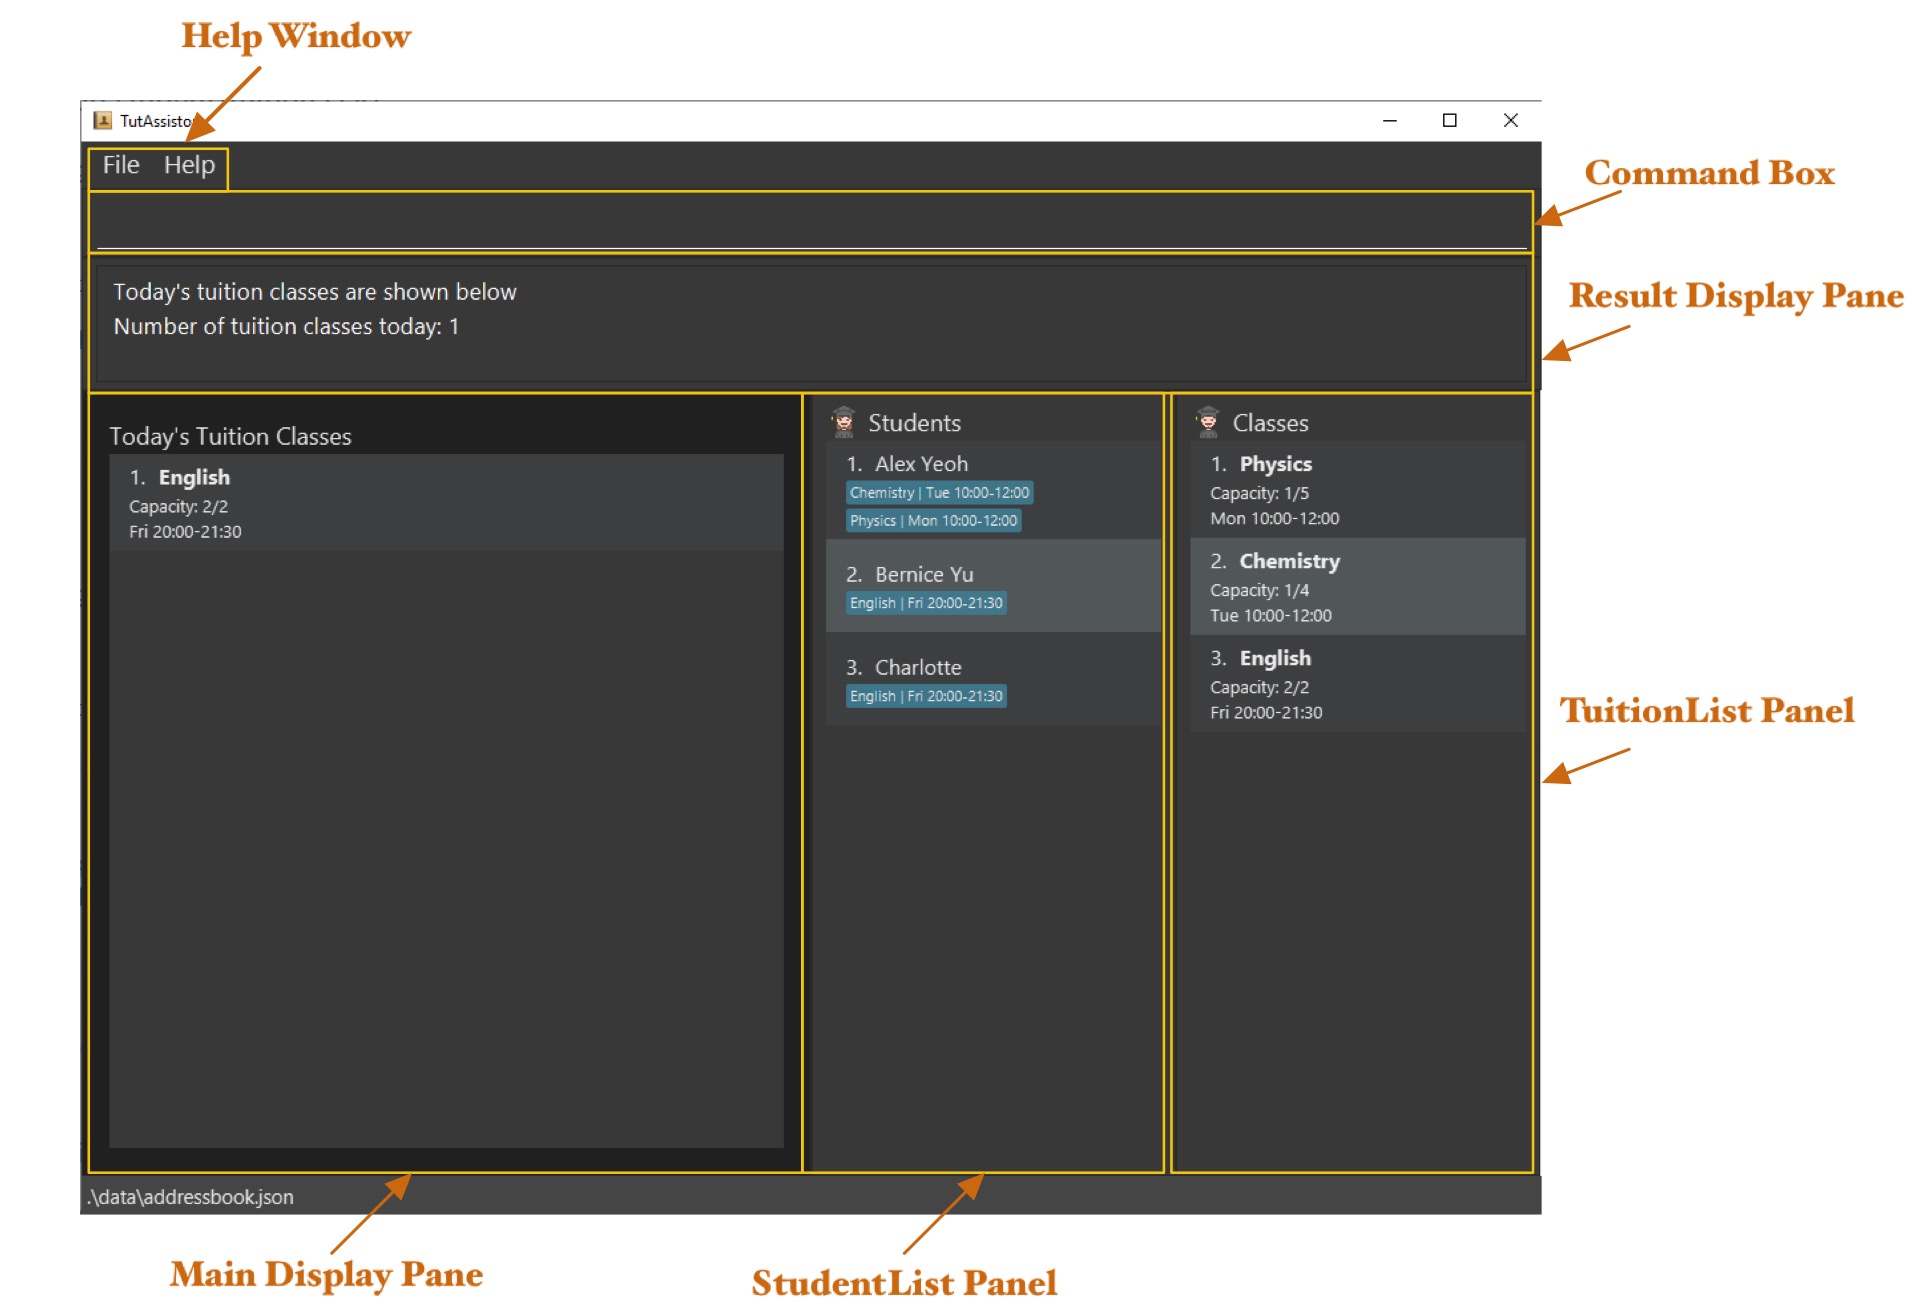 Help Window
TutAssistor
File Help
Command Box
Today's tuition classes are shown below
Number of tuition classes today: 1
Result Display Pane
Today's Tuition Classes
1. English
Capacity: 2/2
Fri 20:00-21:30
Students
1. Alex Yeoh
Chemistry | Tue 10:00-12:00
Physics | Mon 10:00-12:00
2. Bernice Yu
English | Fri 20:00-21:30
3. Charlotte
English | Fri 20:00-21:30
Classes
1. Physics
Capacity: 1/5
Mon 10:00-12:00
2. Chemistry
Capacity: 1/4
Tue 10:00-12:00
3. English
Capacity: 2/2
Fri 20:00-21:30
TuitionList Panel
.\data\addressbook.json
Main Display Pane
StudentList Panel